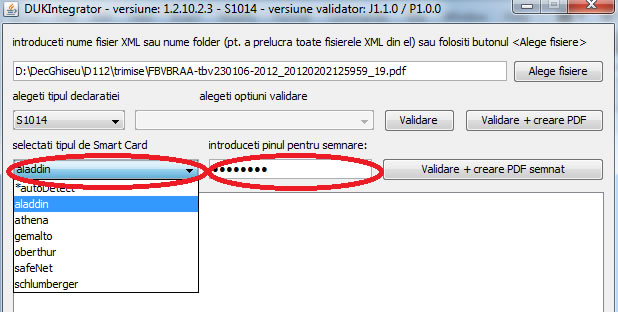 DUKIntegrator - versiune: 1.2.10.2.3 - S1014 - versiune validator: J1.1.0 / P1.0.0
introduceti nume fisier XML sau nume folder (pt. a prelucra toate fisierele XML din el) sau folositi butonul <Alege fisiere>
D:\DecGhiseu\D112\trimise\FBVBRAA-tbv230106-2012_20120202125959_19.pdf Alege fisiere
alegeti tipul declaratiei alegeti optiuni validare
S1014 Validare Validare + creare PDF
selectati tipul de Smart Card introduceti pinul pentru semnare:
aladdin ●●●●●●●● Validare + creare PDF semnat
*autoDetect
aladdin
athena
gemalto
oberthur
safeNet
schlumberger